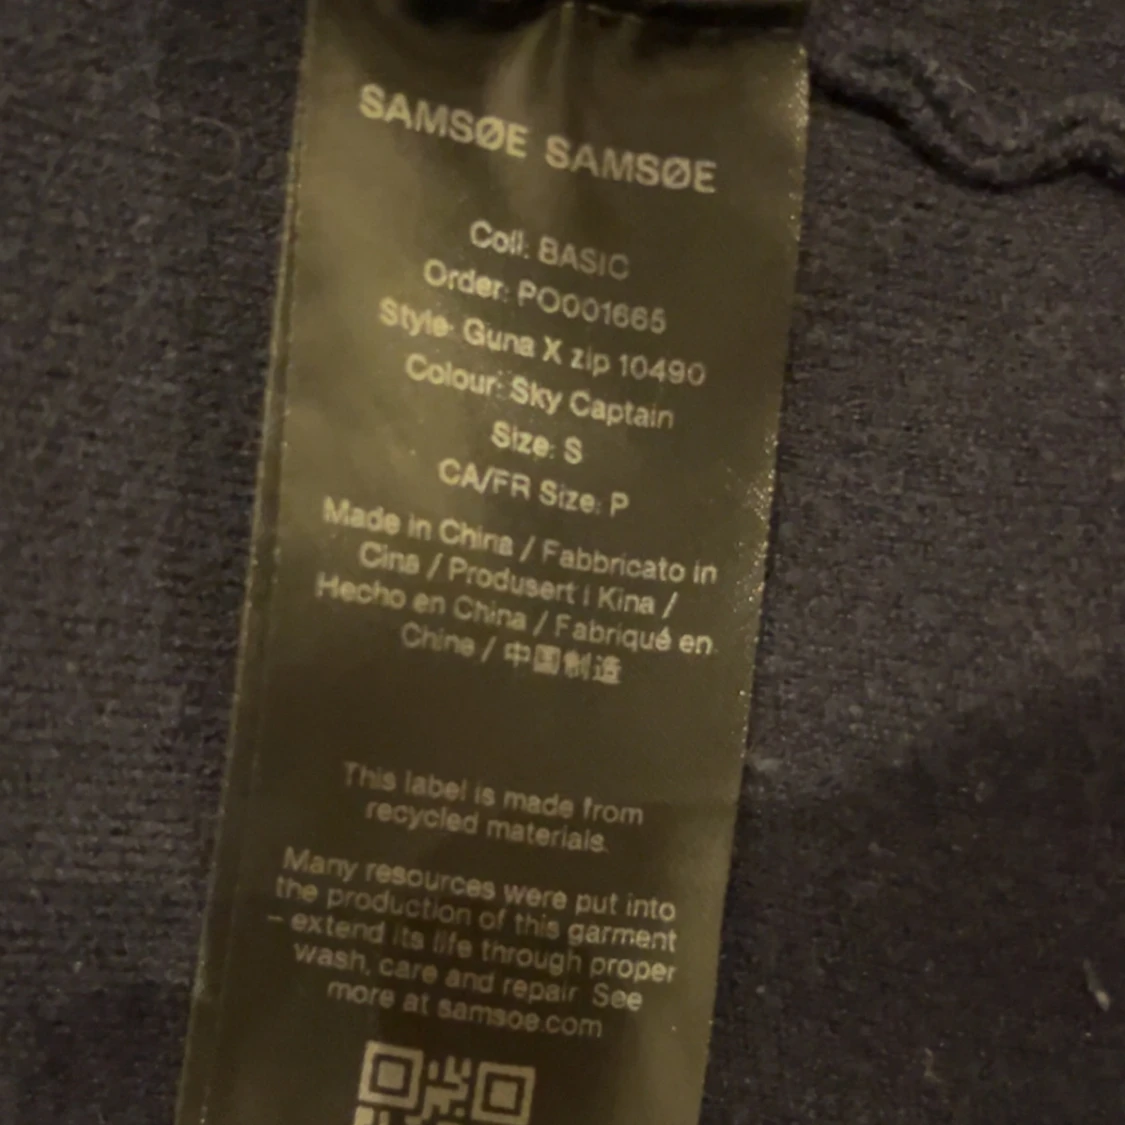 SAMSØE SAMSØE
Coll: BASIC
Order: PO001665
Style: Guna X zip 10490
Colour: Sky Captain
Size: S
CA/FR Size: P
Made in China / Fabbricato in
Cina / Produsert i Kina /
Hecho en China / Fabriqué en
Chine / 中国制造
This label is made from
recycled materials.
Many resources were put into
the production of this garment
– extend its life through proper
wash, care and repair. See
more at samsoe.com